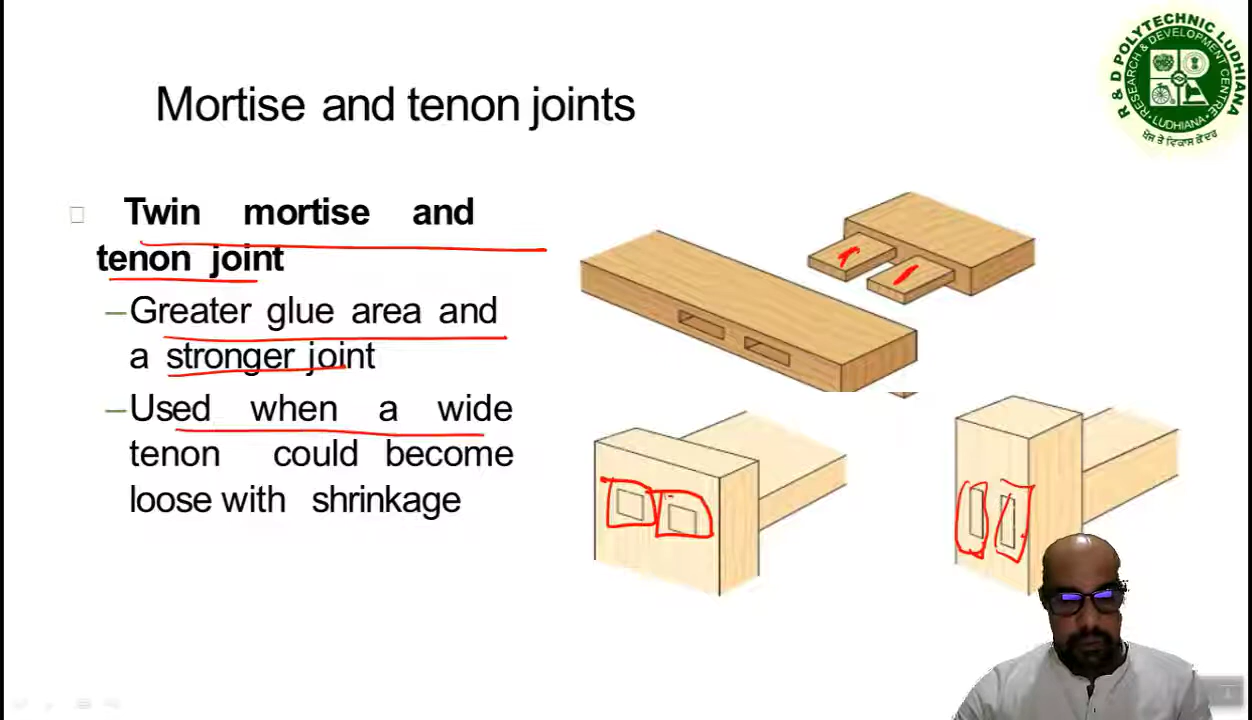 Mortise and tenon joints
Twin mortise and
tenon joint
–Greater glue area and
a stronger joint
–Used when a wide
tenon could become
loose with shrinkage
R & D POLYTECHNIC LUDHIANA
RESEARCH & DEVELOPMENT CENTRE
· LUDHIANA ·
ਖੋਜ ਤੇ ਵਿਕਾਸ ਕੇਂਦਰ